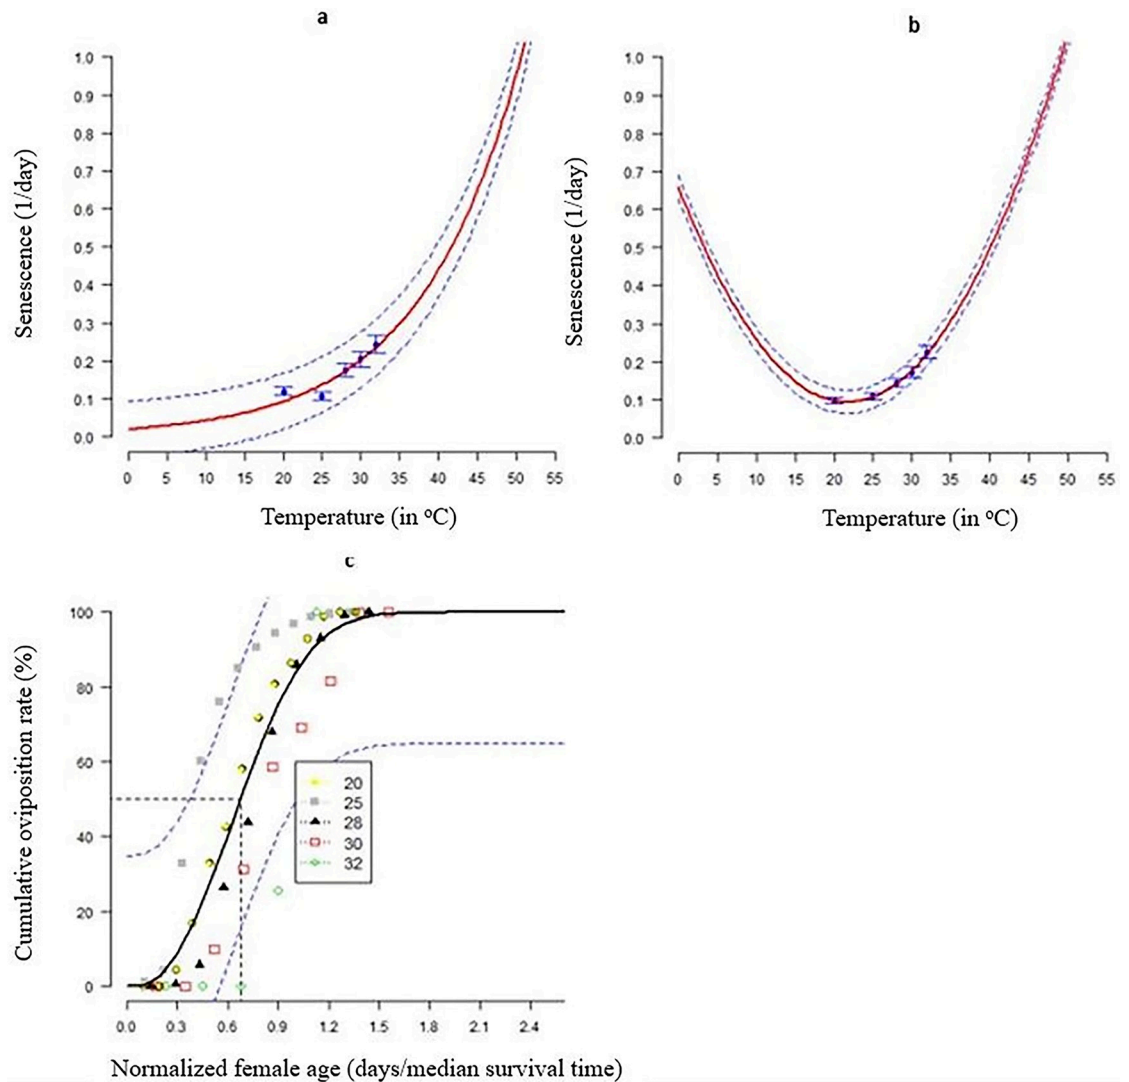 a
1.0
0.9
0.8
0.7
0.6
0.5
0.4
0.3
0.2
0.1
0.0
Senescence (1/day)
0 5 10 15 20 25 30 35 40 45 50 55
Temperature (in °C)
b
1.0
0.9
0.8
0.7
0.6
0.5
0.4
0.3
0.2
0.1
0.0
Senescence (1/day)
0 5 10 15 20 25 30 35 40 45 50 55
Temperature (in °C)
c
100
80
60
40
20
0
Cumulative oviposition rate (%)
20
25
28
30
32
0.0 0.3 0.6 0.9 1.2 1.5 1.8 2.1 2.4
Normalized female age (days/median survival time)